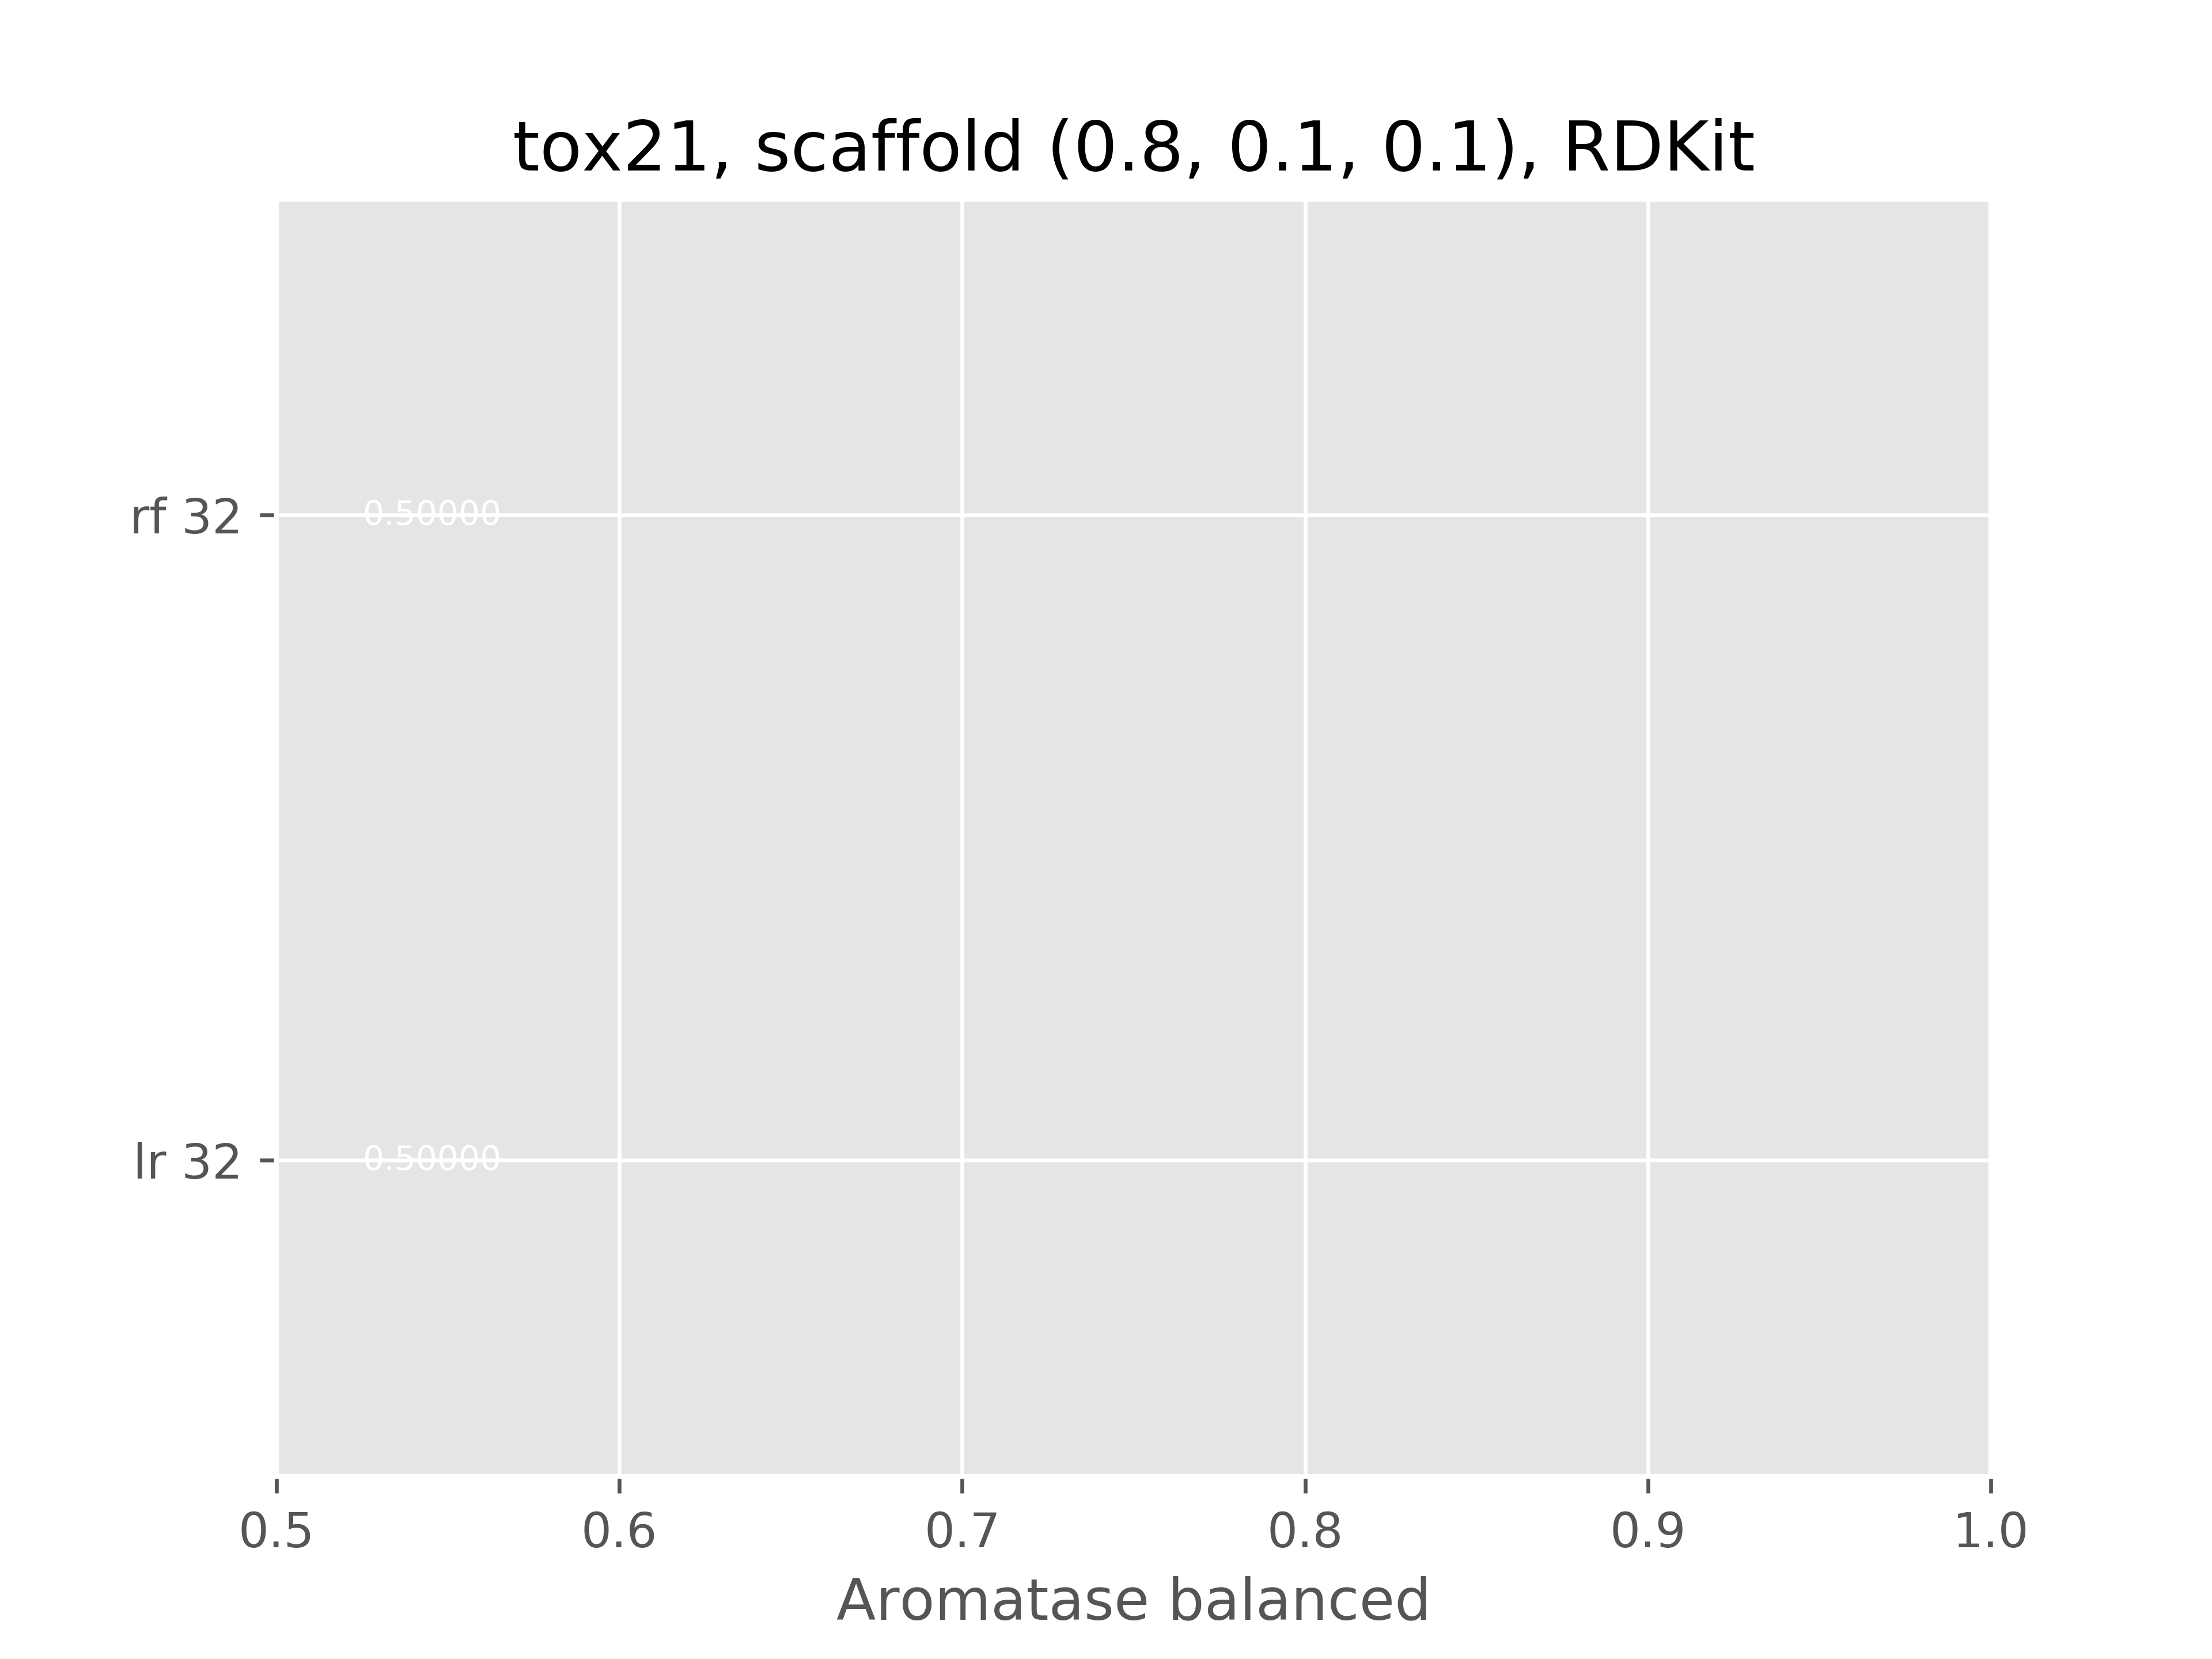 tox21, scaffold (0.8, 0.1, 0.1), RDKit
rf 32
0.50000
lr 32
0.50000
0.5 0.6 0.7 0.8 0.9 1.0
Aromatase balanced